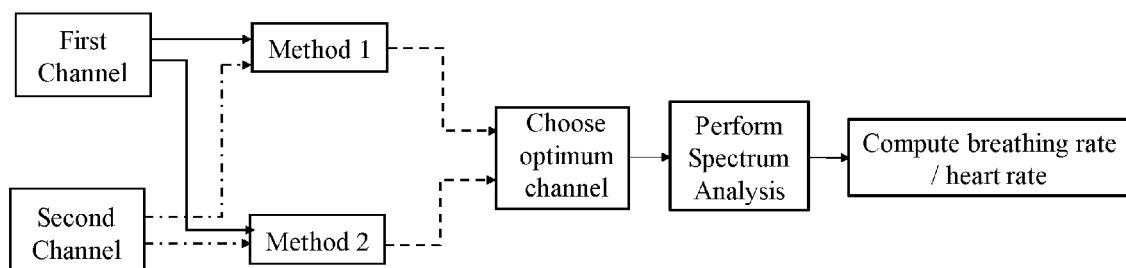 First
Channel
Method 1
Second
Channel
Method 2
Choose
optimum
channel
Perform
Spectrum
Analysis
Compute breathing rate
/ heart rate